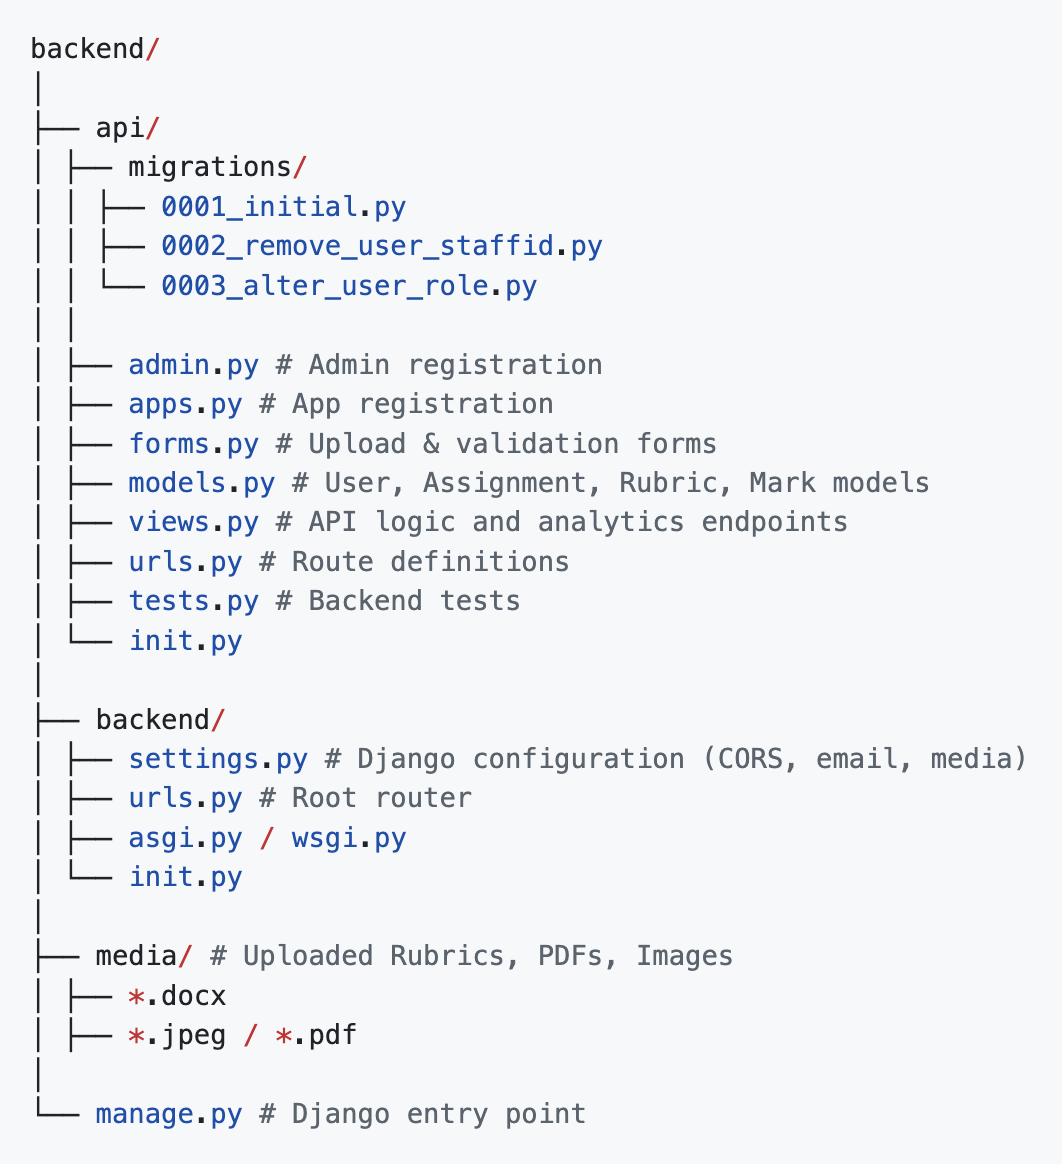 backend/
│
├── api/
│ ├── migrations/
│ │ ├── 0001_initial.py
│ │ ├── 0002_remove_user_staffid.py
│ │ └── 0003_alter_user_role.py
│ │
│ ├── admin.py # Admin registration
│ ├── apps.py # App registration
│ ├── forms.py # Upload & validation forms
│ ├── models.py # User, Assignment, Rubric, Mark models
│ ├── views.py # API logic and analytics endpoints
│ ├── urls.py # Route definitions
│ ├── tests.py # Backend tests
│ └── init.py
│
├── backend/
│ ├── settings.py # Django configuration (CORS, email, media)
│ ├── urls.py # Root router
│ ├── asgi.py / wsgi.py
│ └── init.py
│
├── media/ # Uploaded Rubrics, PDFs, Images
│ ├── *.docx
│ ├── *.jpeg / *.pdf
│
└── manage.py # Django entry point